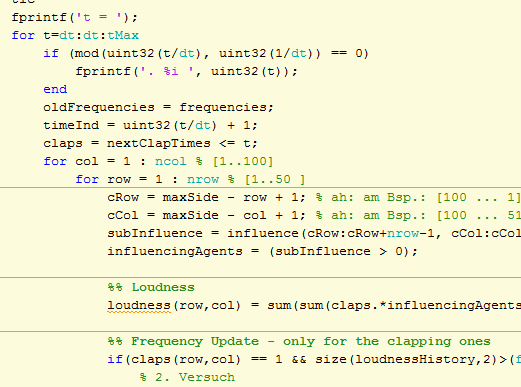 fprintf('t = ');
for t=dt:dt:tMax
if (mod(uint32(t/dt), uint32(1/dt)) == 0)
fprintf('. %i ', uint32(t));
end
oldFrequencies = frequencies;
timeInd = uint32(t/dt) + 1;
claps = nextClapTimes <= t;
for col = 1 : ncol % [1..100]
for row = 1 : nrow % [1..50 ]
cRow = maxSide - row + 1; % ah: am Bsp.: [100 ... 1]
cCol = maxSide - col + 1; % ah: am Bsp.: [100 ... 51
subInfluence = influence(cRow:cRow+nrow-1, cCol:cCol
influencingAgents = (subInfluence > 0);
%% Loudness
loudness(row,col) = sum(sum(claps.*influencingAgents
%% Frequency Update - only for the clapping ones
if(claps(row,col) == 1 && size(loudnessHistory,2)>(f
% 2. Versuch